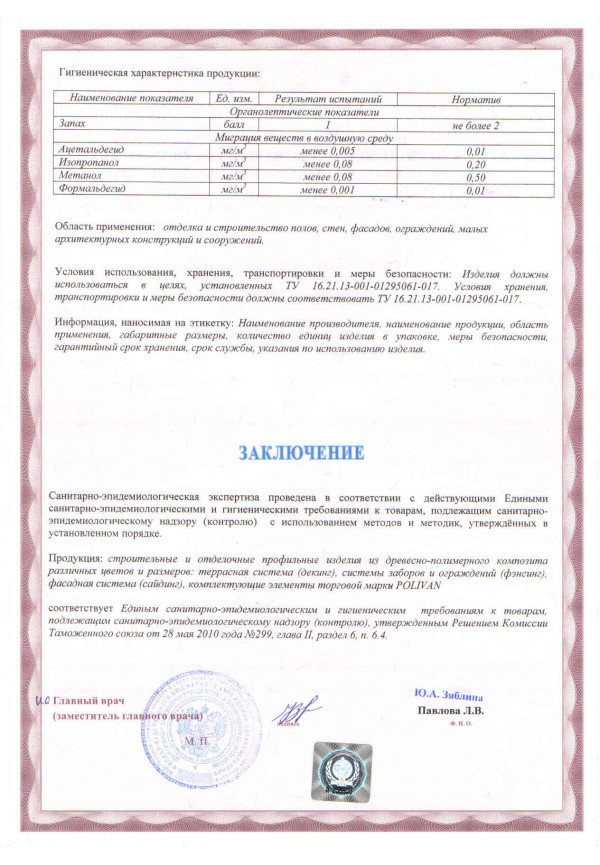 Гигиеническая характеристика продукции:
Наименование показателя Ед. изм. Результат испытаний Норматив
Органолептические показатели
Запах балл 1 не более 2
Миграция веществ в воздушную среду
Ацетальдегид мг/м³ менее 0,005 0,01
Изопропанол мг/м³ менее 0,08 0,20
Метанол мг/м³ менее 0,08 0,50
Формальдегид мг/м³ менее 0,001 0,01
Область применения: отделка и строительство полов, стен, фасадов, ограждений, малых
архитектурных конструкций и сооружений.
Условия использования, хранения, транспортировки и меры безопасности: Изделия должны
использоваться в целях, установленных ТУ 16.21.13-001-01295061-017. Условия хранения,
транспортировки и меры безопасности должны соответствовать ТУ 16.21.13-001-01295061-017.
Информация, наносимая на этикетку: Наименование производителя, наименование продукции, область
применения, габаритные размеры, количество единиц изделия в упаковке, меры безопасности,
гарантийный срок хранения, срок службы, указания по использованию изделия.
ЗАКЛЮЧЕНИЕ
Санитарно-эпидемиологическая экспертиза проведена в соответствии с действующими Едиными
санитарно-эпидемиологическими и гигиеническими требованиями к товарам, подлежащим санитарно-
эпидемиологическому надзору (контролю) с использованием методов и методик, утверждённых в
установленном порядке.
Продукция: строительные и отделочные профильные изделия из древесно-полимерного композита
различных цветов и размеров: террасная система (декинг), системы заборов и ограждений (фэнсинг),
фасадная система (сайдинг), комплектующие элементы торговой марки POLIVAN
соответствует Единым санитарно-эпидемиологическим и гигиеническим требованиям к товарам,
подлежащим санитарно-эпидемиологическому надзору (контролю), утвержденным Решением Комиссии
Таможенного союза от 28 мая 2010 года №299, глава II, раздел 6, п. 6.4.
И.О Главный врач
(заместитель главного врача)
М. П.
подпись
Ю.А. Зяблина
Павлова Л.В.
Ф. И. О.